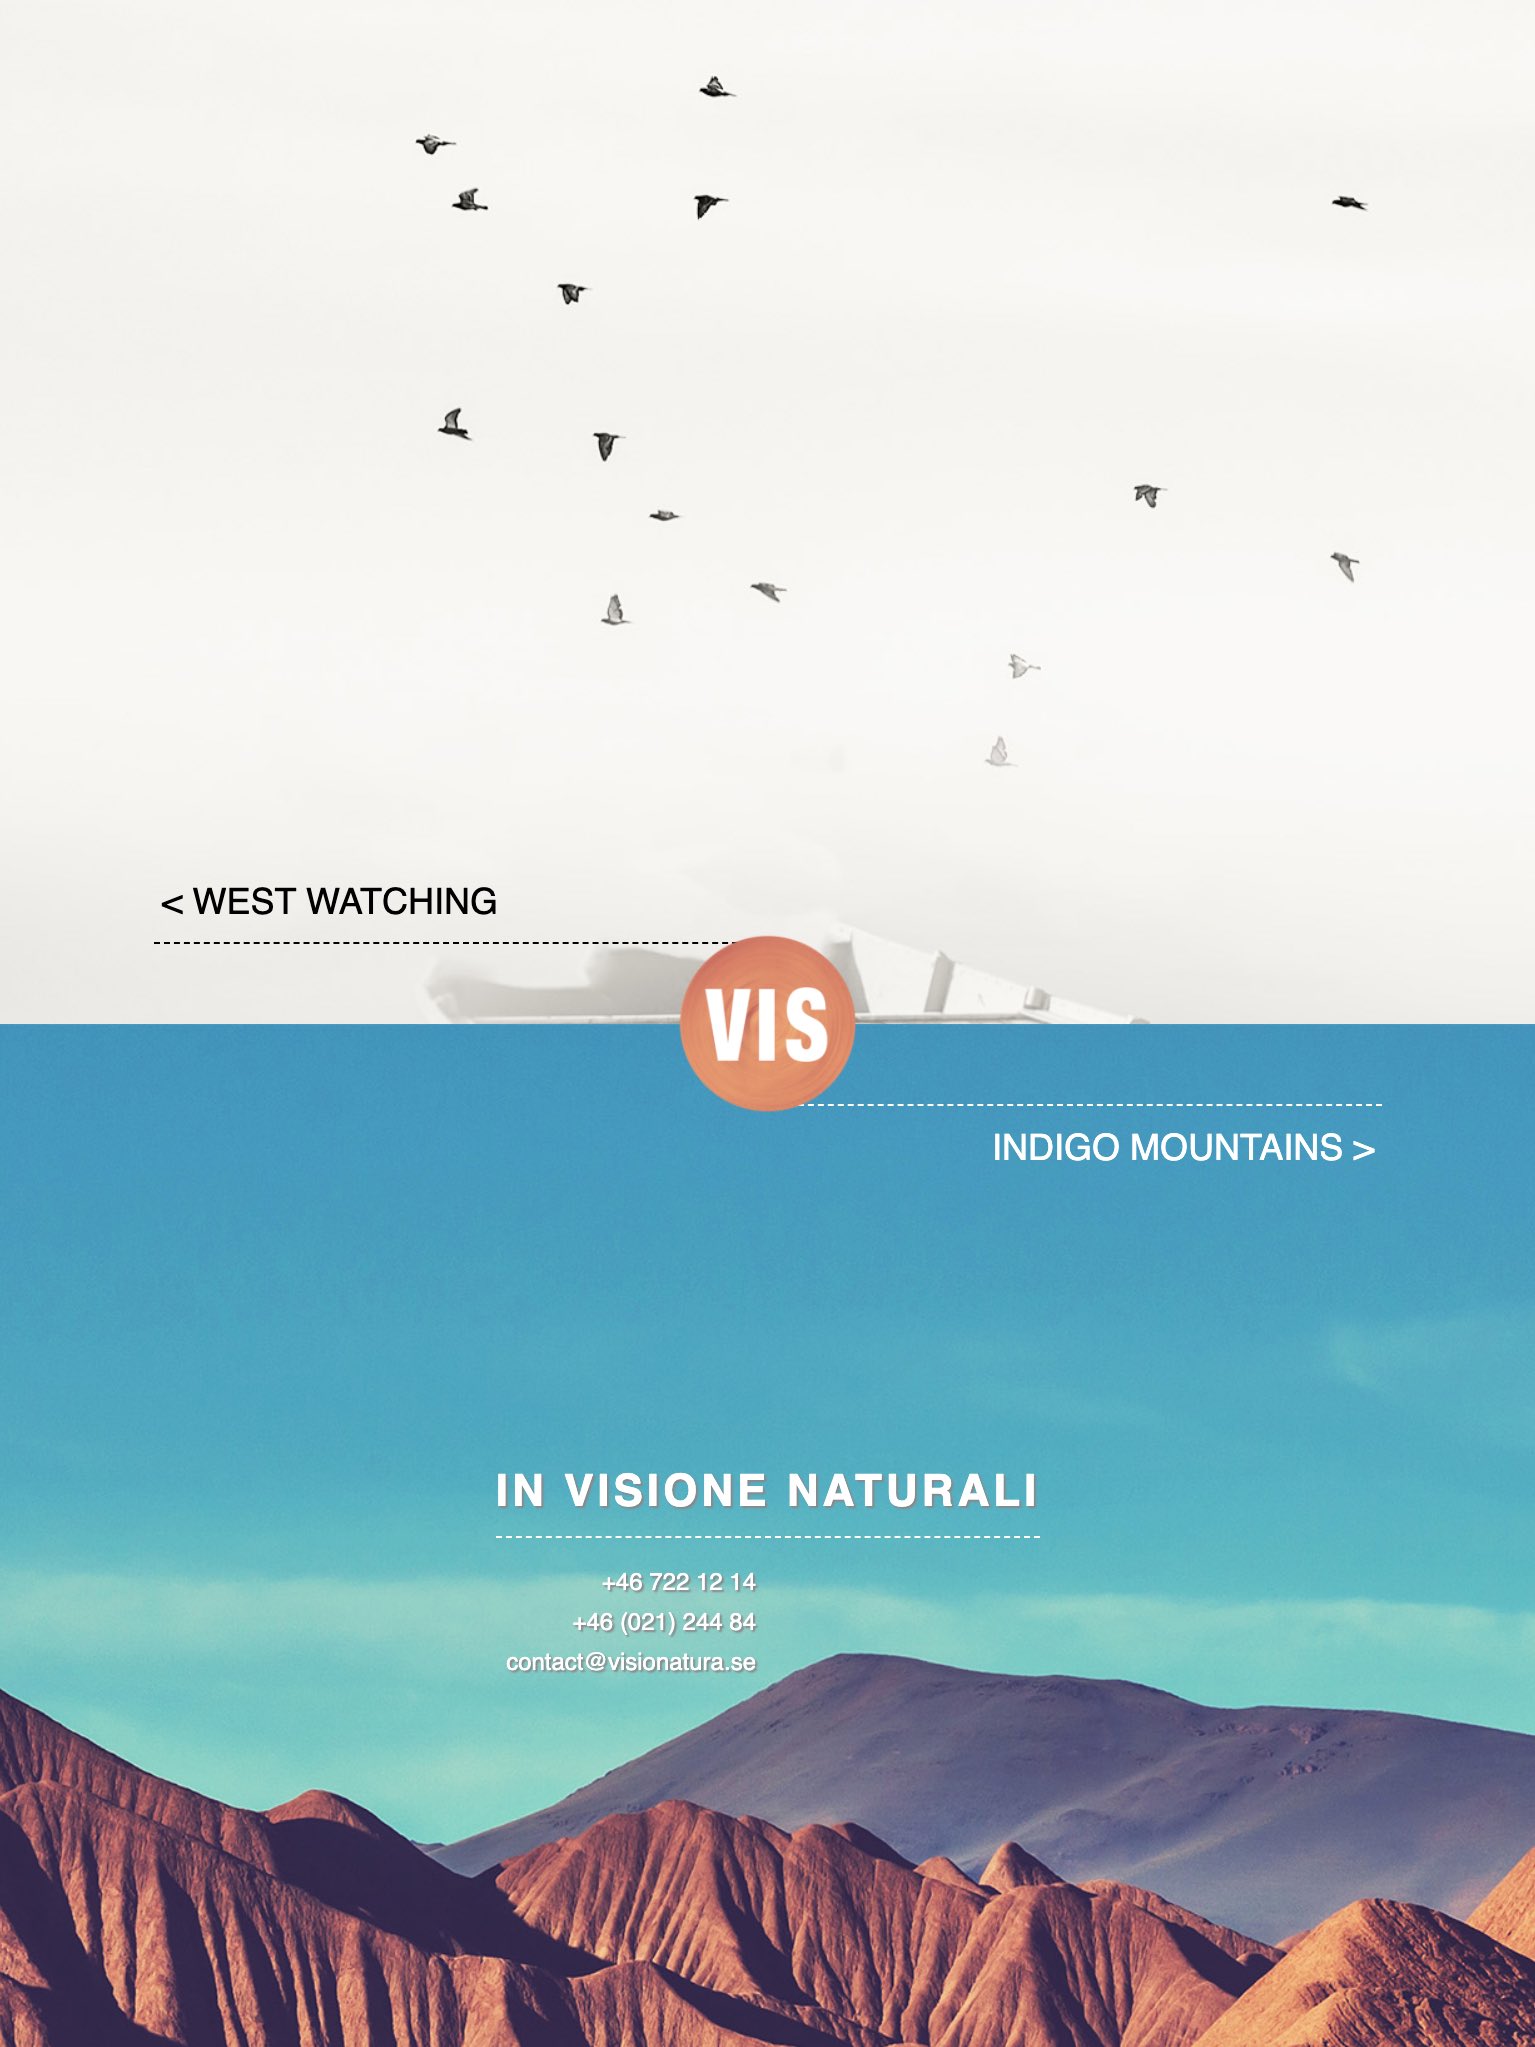 < WEST WATCHING
VIS
INDIGO MOUNTAINS >
IN VISIONE NATURALI
+46 722 12 14
+46 (021) 244 84
contact@visionatura.se